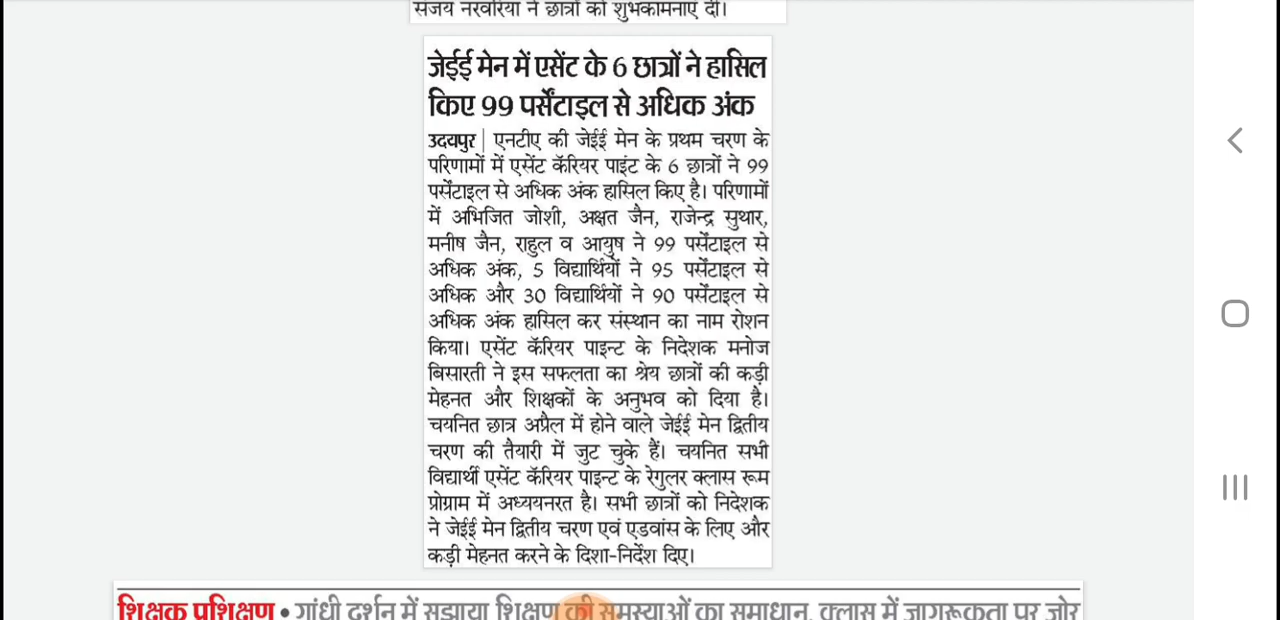 संजय नरवरिया ने छात्रों को शुभकामनाएं दी।
जेईई मेन में एसेंट के 6 छात्रों ने हासिल
किए 99 पर्सेंटाइल से अधिक अंक
उदयपुर | एनटीए की जेईई मेन के प्रथम चरण के
परिणामों में एसेंट कॅरियर पाइंट के 6 छात्रों ने 99
पर्सेंटाइल से अधिक अंक हासिल किए है। परिणामों
में अभिजित जोशी, अक्षत जैन, राजेन्द्र सुथार,
मनीष जैन, राहुल व आयुष ने 99 पर्सेंटाइल से
अधिक अंक, 5 विद्यार्थियों ने 95 पर्सेंटाइल से
अधिक और 30 विद्यार्थियों ने 90 पर्सेंटाइल से
अधिक अंक हासिल कर संस्थान का नाम रोशन
किया। एसेंट कॅरियर पाइन्ट के निदेशक मनोज
बिसारती ने इस सफलता का श्रेय छात्रों की कड़ी
मेहनत और शिक्षकों के अनुभव को दिया है।
चयनित छात्र अप्रैल में होने वाले जेईई मेन द्वितीय
चरण की तैयारी में जुट चुके हैं। चयनित सभी
विद्यार्थी एसेंट कॅरियर पाइन्ट के रेगुलर क्लास रूम
प्रोग्राम में अध्ययनरत है। सभी छात्रों को निदेशक
ने जेईई मेन द्वितीय चरण एवं एडवांस के लिए और
कड़ी मेहनत करने के दिशा-निर्देश दिए।
शिक्षक प्रशिक्षण • गांधी दर्शन में सुझाया शिक्षण की समस्याओं का समाधान, क्लास में जागरूकता पर जोर